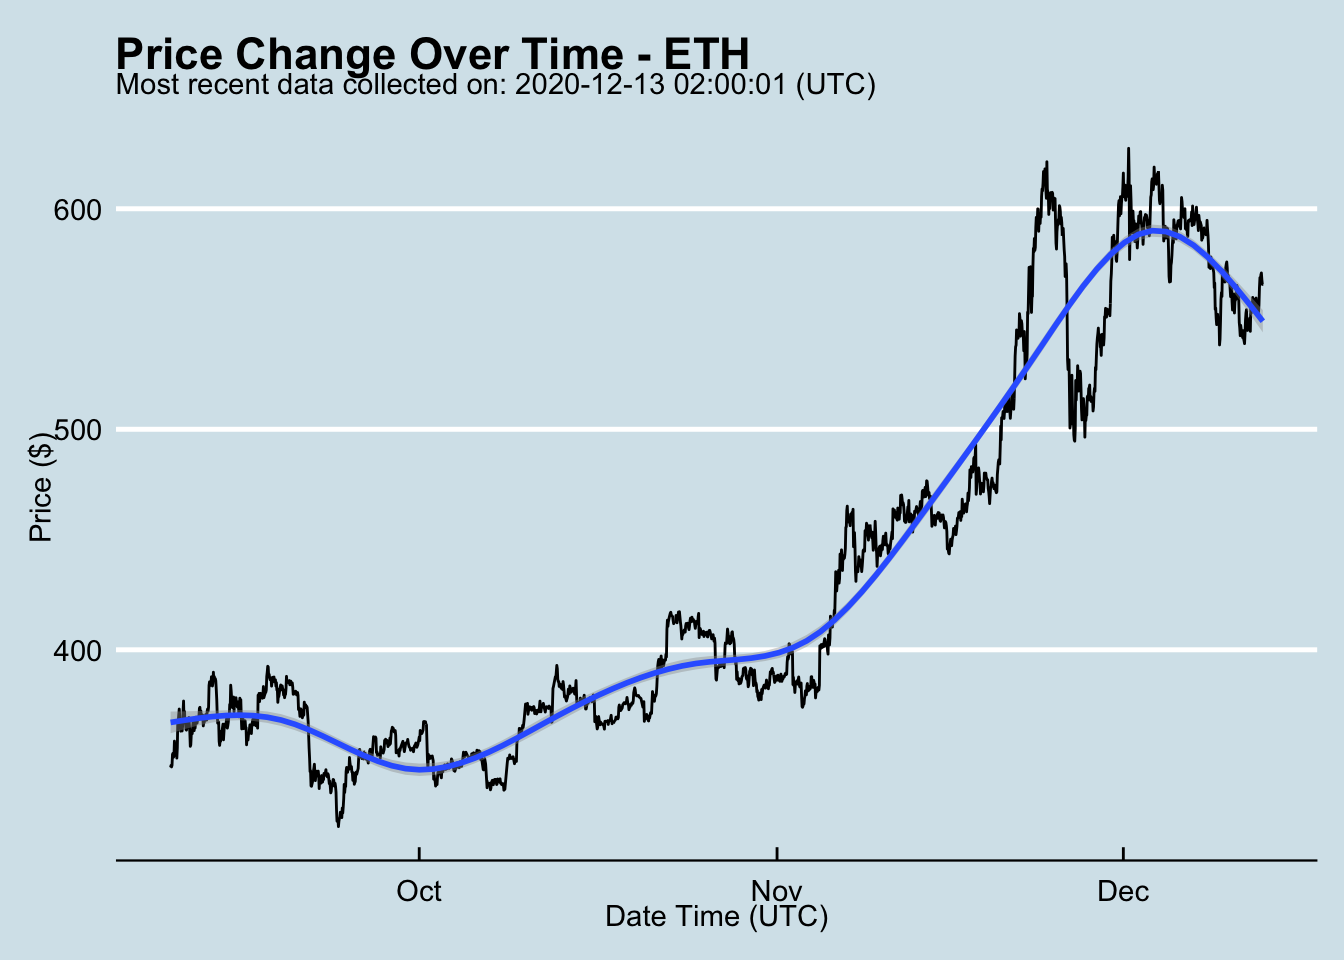 Price Change Over Time - ETH
Most recent data collected on: 2020-12-13 02:00:01 (UTC)
600
500
400
Price ($)
Oct
Nov
Dec
Date Time (UTC)